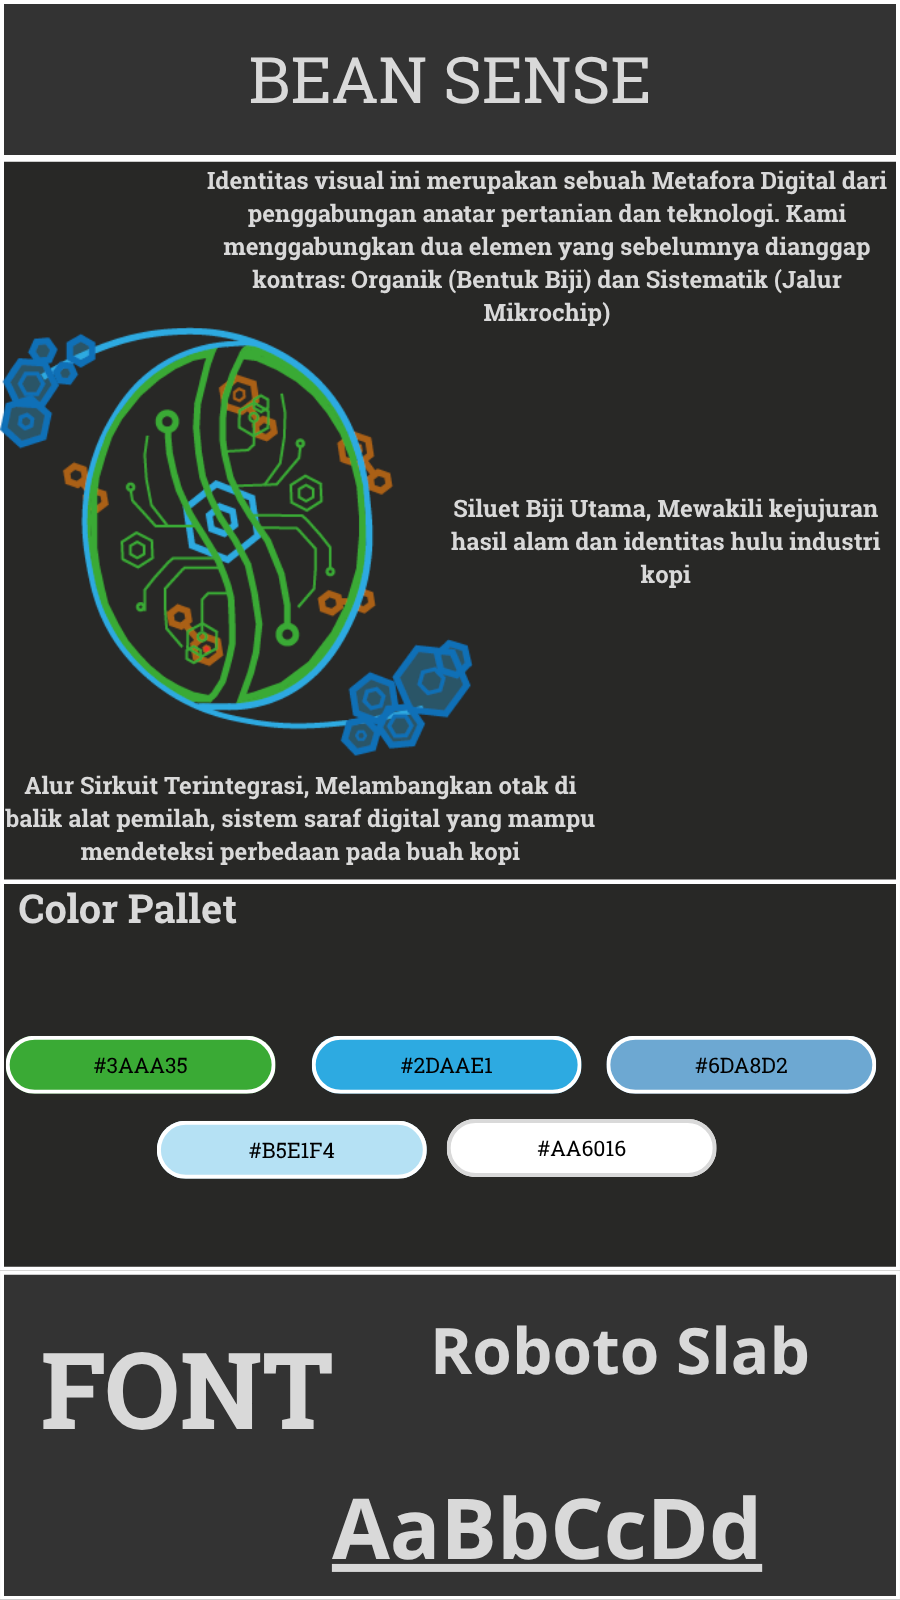 BEAN SENSE
Identitas visual ini merupakan sebuah Metafora Digital dari
penggabungan anatar pertanian dan teknologi. Kami
menggabungkan dua elemen yang sebelumnya dianggap
kontras: Organik (Bentuk Biji) dan Sistematik (Jalur
Mikrochip)
Siluet Biji Utama, Mewakili kejujuran
hasil alam dan identitas hulu industri
kopi
Alur Sirkuit Terintegrasi, Melambangkan otak di
balik alat pemilah, sistem saraf digital yang mampu
mendeteksi perbedaan pada buah kopi
Color Pallet
#3AAA35
#2DAAE1
#6DA8D2
#B5E1F4
#AA6016
FONT
Roboto Slab
AaBbCcDd